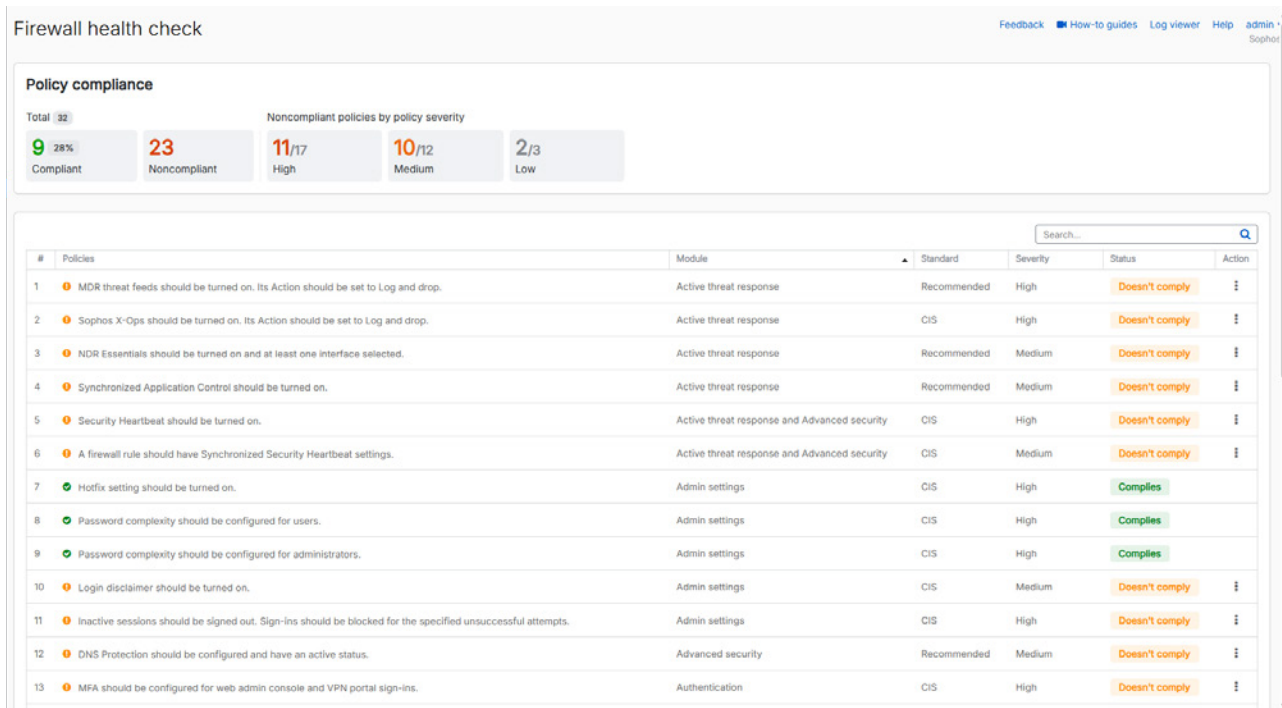 Firewall health check
Feedback How-to guides Log viewer Help admin
Sophos
Policy compliance
Total 32 Noncompliant policies by policy severity
9 28% 23 11/17 10/12 2/3
Compliant Noncompliant High Medium Low
Search...
# Policies Module Standard Severity Status Action
1 MDR threat feeds should be turned on. Its Action should be set to Log and drop. Active threat response Recommended High Doesn't comply
2 Sophos X-Ops should be turned on. Its Action should be set to Log and drop. Active threat response CIS High Doesn't comply
3 NDR Essentials should be turned on and at least one interface selected. Active threat response Recommended Medium Doesn't comply
4 Synchronized Application Control should be turned on. Active threat response Recommended Medium Doesn't comply
5 Security Heartbeat should be turned on. Active threat response and Advanced security CIS High Doesn't comply
6 A firewall rule should have Synchronized Security Heartbeat settings. Active threat response and Advanced security CIS Medium Doesn't comply
7 Hotfix setting should be turned on. Admin settings CIS High Complies
8 Password complexity should be configured for users. Admin settings CIS High Complies
9 Password complexity should be configured for administrators. Admin settings CIS High Complies
10 Login disclaimer should be turned on. Admin settings CIS Medium Doesn't comply
11 Inactive sessions should be signed out. Sign-ins should be blocked for the specified unsuccessful attempts. Admin settings CIS High Doesn't comply
12 DNS Protection should be configured and have an active status. Advanced security Recommended Medium Doesn't comply
13 MFA should be configured for web admin console and VPN portal sign-ins. Authentication CIS High Doesn't comply